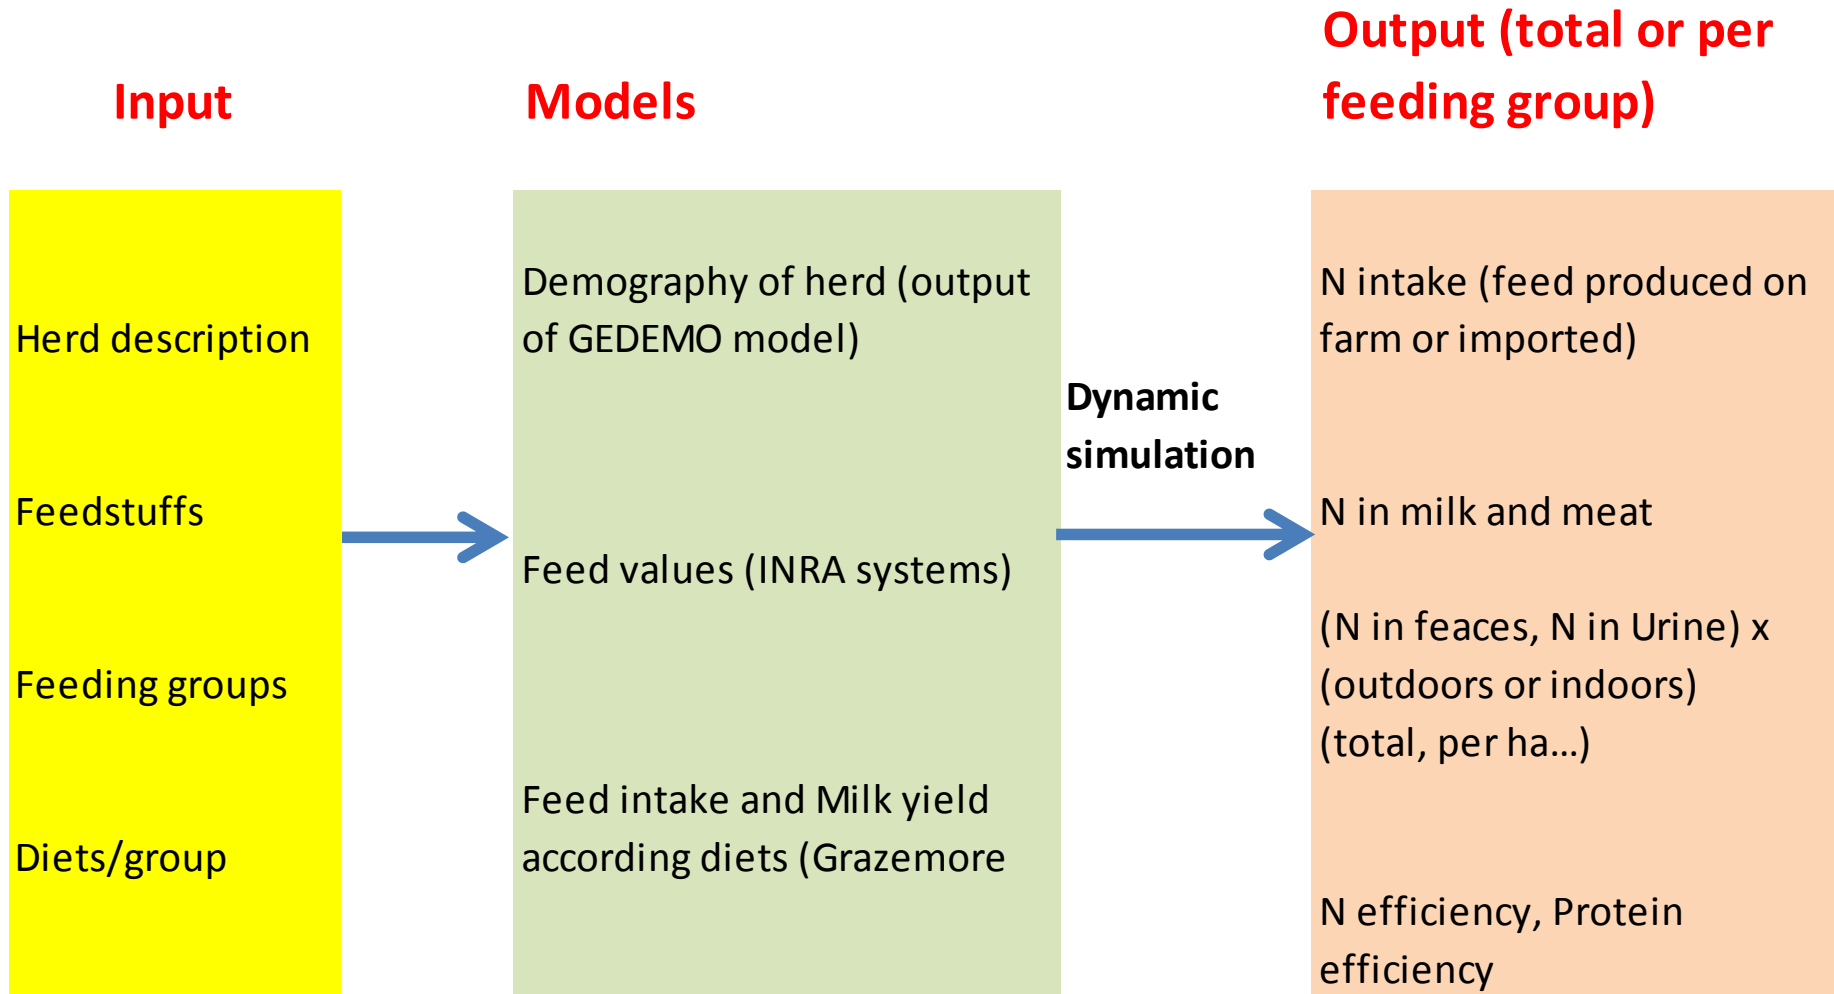 Input
Models
Output (total or per
feeding group)
Herd description
Feedstuffs
Feeding groups
Diets/group
Demography of herd (output
of GEDEMO model)
Feed values (INRA systems)
Feed intake and Milk yield
according diets (Grazemore
Dynamic
simulation
N intake (feed produced on
farm or imported)
N in milk and meat
(N in feaces, N in Urine) x
(outdoors or indoors)
(total, per ha...)
N efficiency, Protein
efficiency